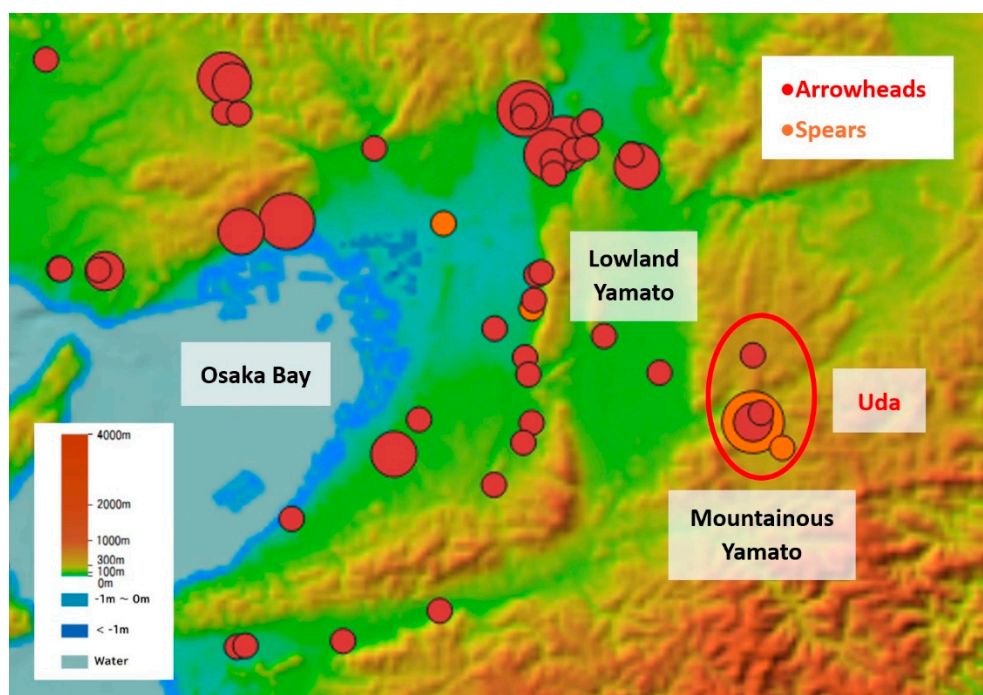 Arrowheads
Spears
Lowland
Yamato
Osaka Bay
Uda
Mountainous
Yamato
4000m
2000m
1000m
300m
100m
0m
-1m ~ 0m
< -1m
Water